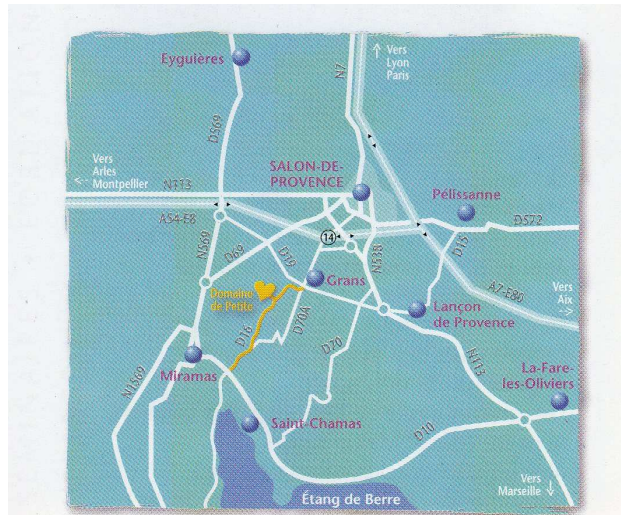 Eyguières
Vers
Lyon
Paris
N7
D569
Vers
Arles
Montpellier
N113
SALON-DE-
PROVENCE
Pélissanne
A54-E8
D572
N569
D69
D19
14
N538
D15
Domaine
de Petite
Grans
A7-E80
Vers
Aix
Lançon
de Provence
D16
D70A
D70
N113
Miramas
N1569
La-Fare-
les-Oliviers
Saint-Chamas
D10
Vers
Marseille
Étang de Berre